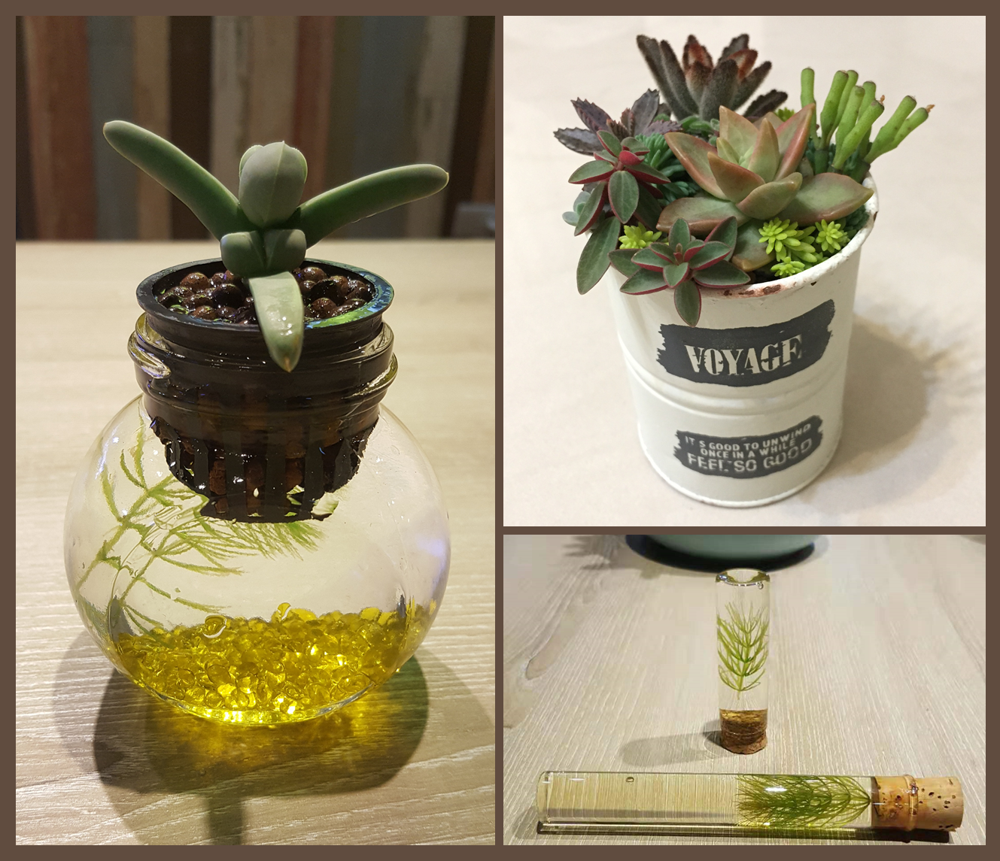 VOYAGE
IT S GOOD TO UNWIND
ONCE IN A WHILE
FEEL SO GOOD